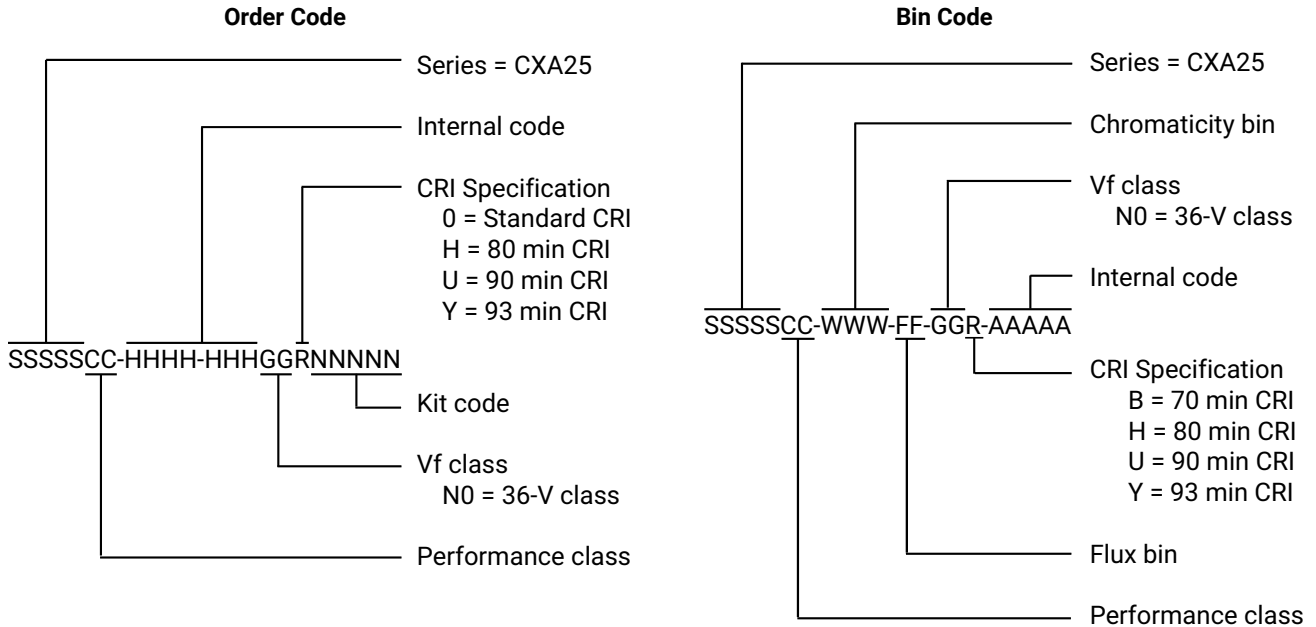 Order Code
Series = CXA25
Internal code
CRI Specification
0 = Standard CRI
H = 80 min CRI
U = 90 min CRI
Y = 93 min CRI
SSSSSCC-HHHH-HHHGGRNNNNN
Kit code
Vf class
N0 = 36-V class
Performance class
Bin Code
Series = CXA25
Chromaticity bin
Vf class
N0 = 36-V class
Internal code
SSSSSCC-WWW-FF-GGR-AAAAA
CRI Specification
B = 70 min CRI
H = 80 min CRI
U = 90 min CRI
Y = 93 min CRI
Flux bin
Performance class